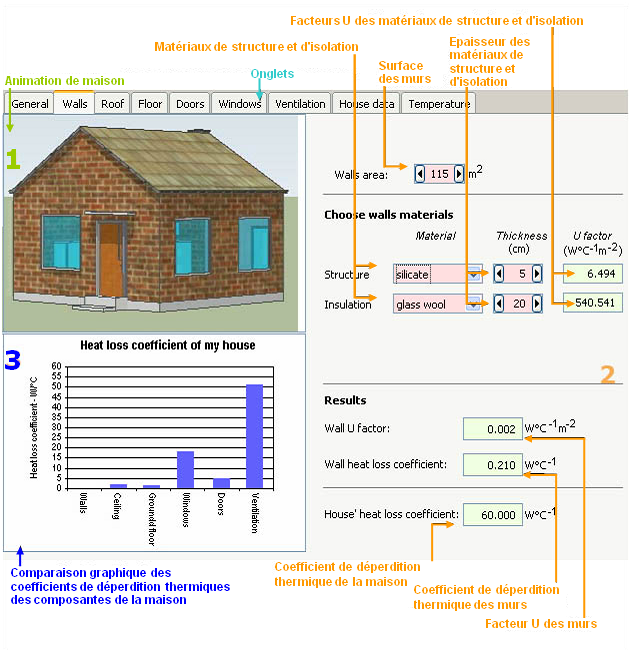 Facteurs U des matériaux de structure et d'isolation
Matériaux de structure et d'isolation
Epaisseur des
matériaux de
structure et
d'isolation
Surface
des murs
Onglets
Animation de maison
General Walls Roof Floor Doors Windows Ventilation House data Temperature
1
Walls area: 115 m2
Choose walls materials
Material Thickness (cm) U factor (W°C-1m-2)
Structure silicate 5 6.494
Insulation glass wool 20 540.541
2
3
Heat loss coefficient of my house
Heat loss coefficient - W/°C
60
55
50
45
40
35
30
25
20
15
10
5
0
Walls
Ceiling
Groundd floor
Windows
Doors
Ventilation
Results
Wall U factor: 0.002 W°C-1m-2
Wall heat loss coefficient: 0.210 W°C-1
House' heat loss coefficient: 60.000 W°C-1
Comparaison graphique des
coefficients de déperdition thermiques
des composantes de la maison
Coefficient de déperdition
thermique de la maison
Coefficient de déperdition
thermique des murs
Facteur U des murs